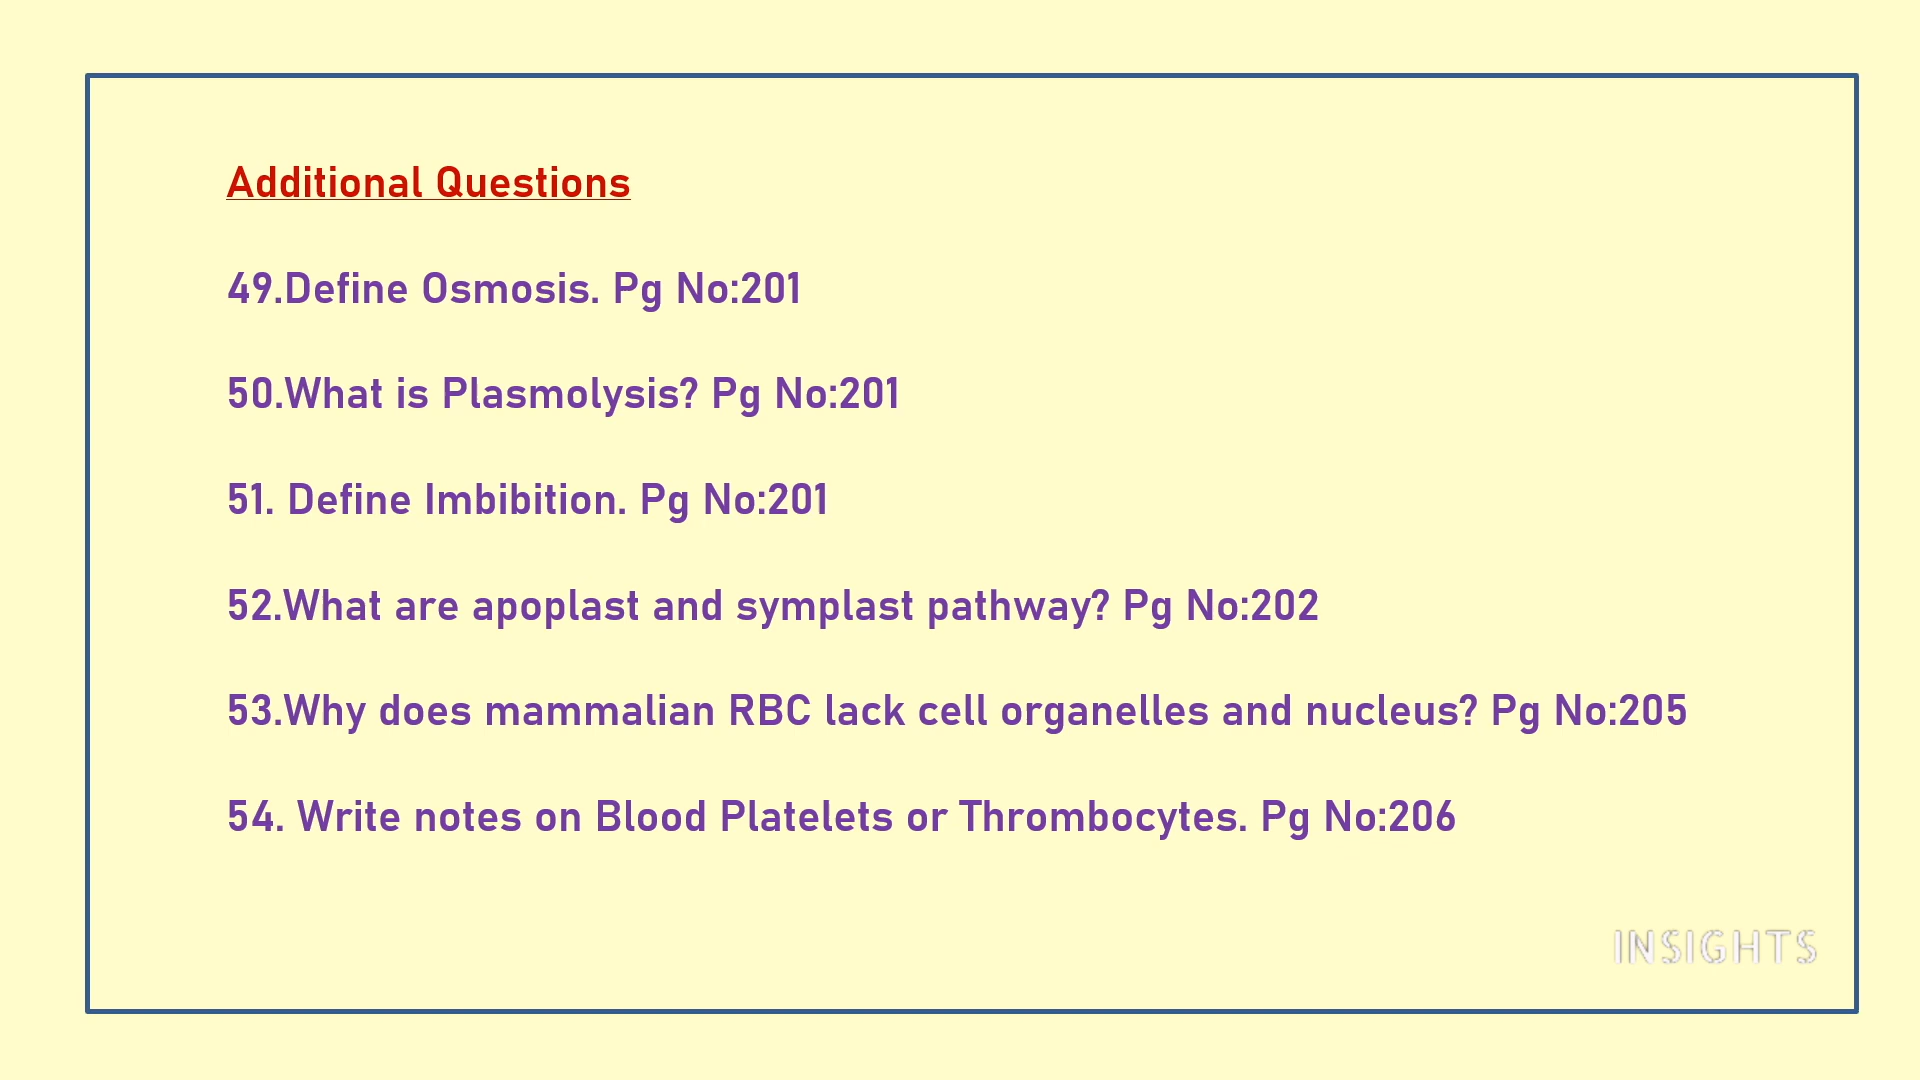 Additional Questions
49.Define Osmosis. Pg No:201
50.What is Plasmolysis? Pg No:201
51. Define Imbibition. Pg No:201
52.What are apoplast and symplast pathway? Pg No:202
53.Why does mammalian RBC lack cell organelles and nucleus? Pg No:205
54. Write notes on Blood Platelets or Thrombocytes. Pg No:206
INSIGHTS